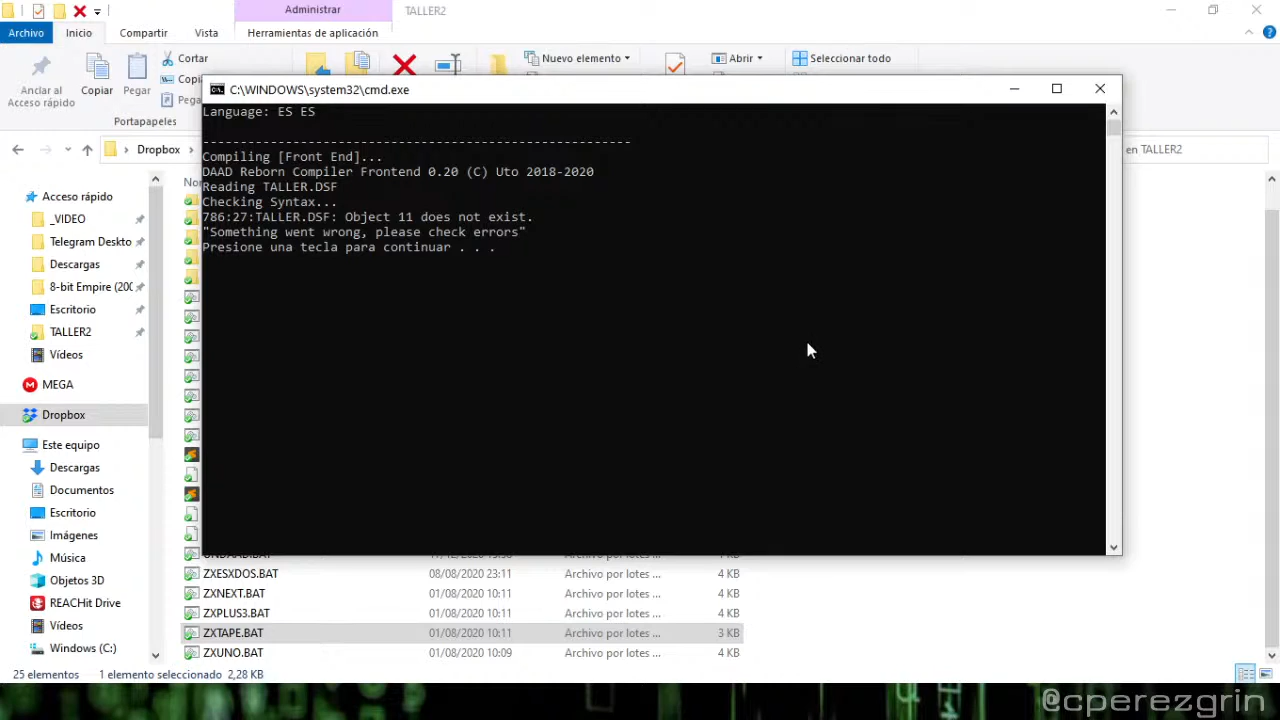 Administrar
TALLER2
Archivo
Inicio
Compartir
Vista
Herramientas de aplicación
Anclar al
Acceso rápido
Copiar
Pegar
Cortar
Nuevo elemento
Abrir
Seleccionar todo
Portapapeles
Dropbox
en TALLER2
C:\WINDOWS\system32\cmd.exe
Language: ES ES
---------------------------------------------------------
Compiling [Front End]...
DAAD Reborn Compiler Frontend 0.20 (C) Uto 2018-2020
Reading TALLER.DSF
Checking Syntax...
786:27:TALLER.DSF: Object 11 does not exist.
"Something went wrong, please check errors"
Presione una tecla para continuar . . .
Acceso rápido
_VIDEO
Telegram Deskto
Descargas
8-bit Empire (200
Escritorio
TALLER2
Vídeos
MEGA
Dropbox
Este equipo
Descargas
Documentos
Escritorio
Imágenes
Música
Objetos 3D
REACHit Drive
Vídeos
Windows (C:)
ZXESXDOS.BAT 08/08/2020 23:11 Archivo por lotes ... 4 KB
ZXNEXT.BAT 01/08/2020 10:11 Archivo por lotes ... 4 KB
ZXPLUS3.BAT 01/08/2020 10:11 Archivo por lotes ... 4 KB
ZXTAPE.BAT 01/08/2020 10:11 Archivo por lotes ... 3 KB
ZXUNO.BAT 01/08/2020 10:09 Archivo por lotes ... 4 KB
25 elementos 1 elemento seleccionado 2,28 KB
@cperezgrin